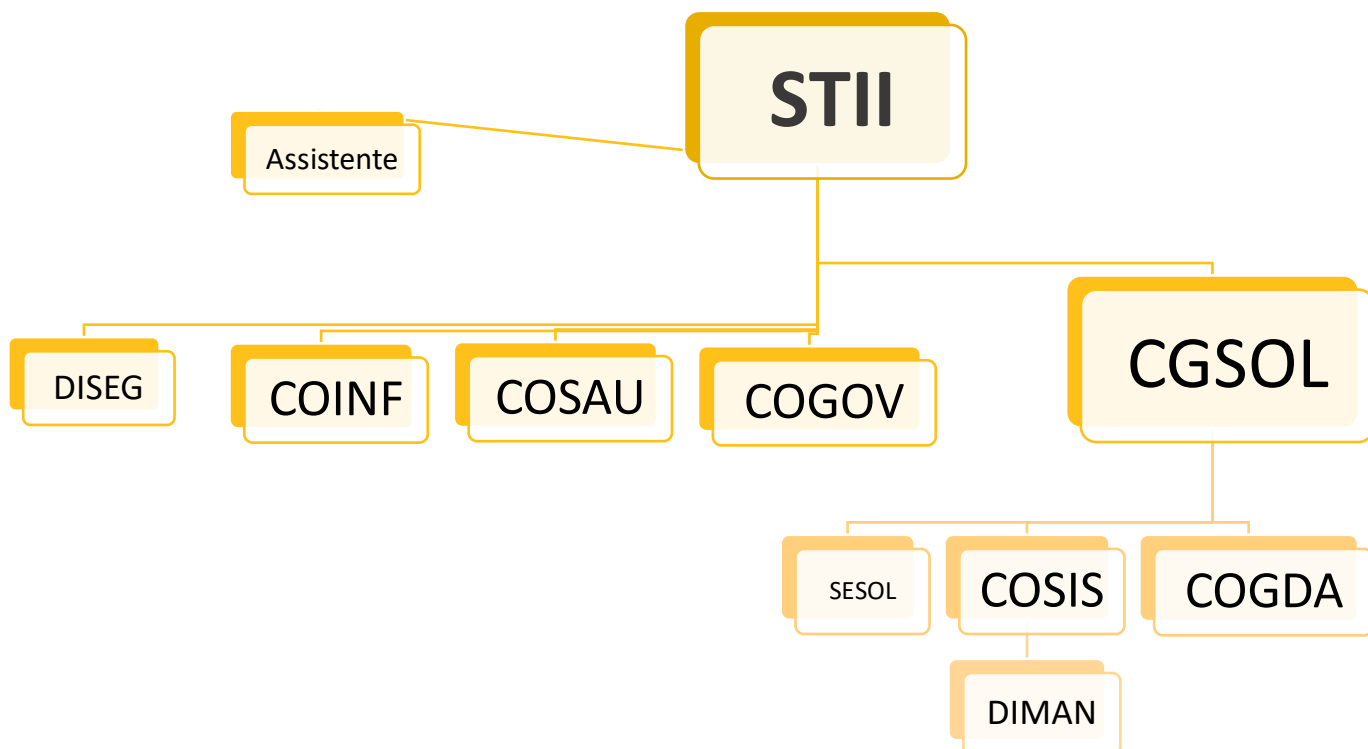 STII
Assistente
DISEG
COINF
COSAU
COGOV
CGSOL
SESOL
COSIS
COGDA
DIMAN